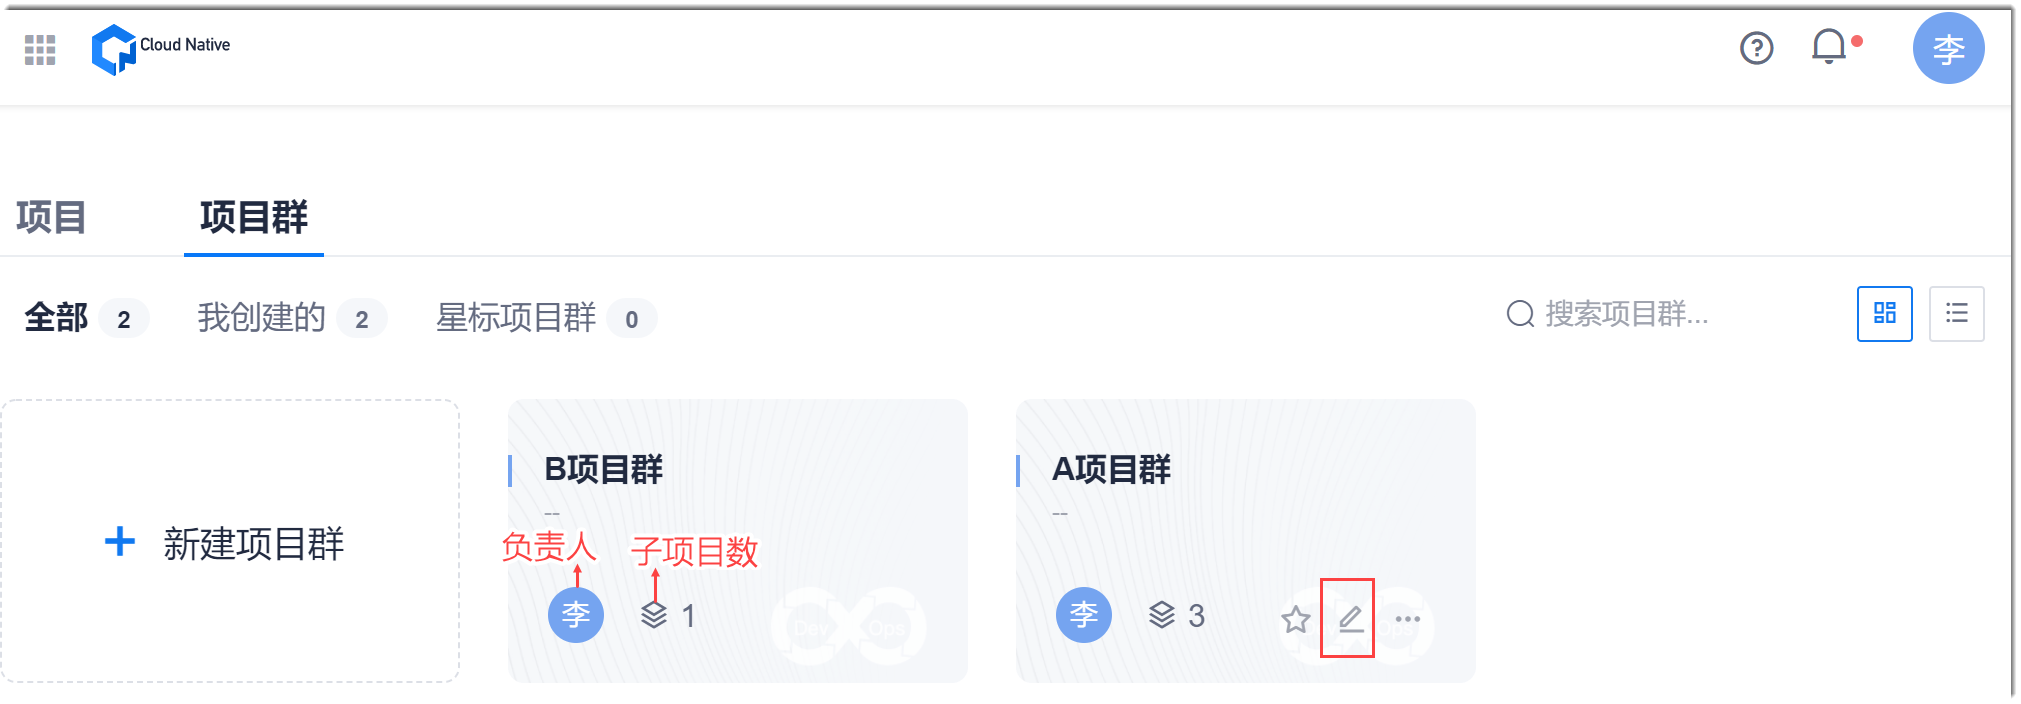 Cloud Native
李
项目 项目群
全部 2 我创建的 2 星标项目群 0
搜索项目群...
新建项目群
B项目群
--
负责人 子项目数
李 1
Dev Ops
A项目群
--
李 3
Ops